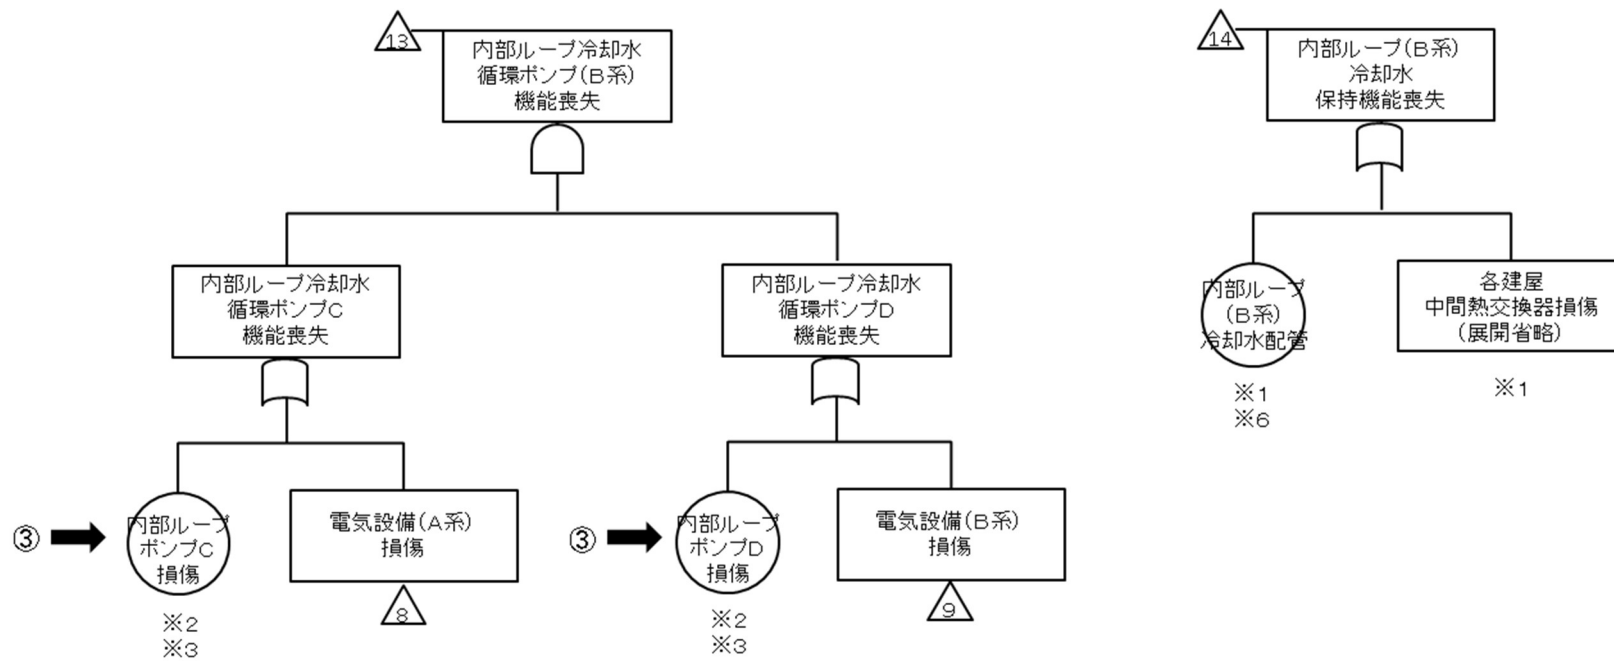 13
内部ループ冷却水
循環ポンプ(B系)
機能喪失
内部ループ冷却水
循環ポンプC
機能喪失
内部ループ冷却水
循環ポンプD
機能喪失
③
内部ループ
ポンプC
損傷
※2
※3
電気設備(A系)
損傷
8
③
内部ループ
ポンプD
損傷
※2
※3
電気設備(B系)
損傷
9
14
内部ループ(B系)
冷却水
保持機能喪失
内部ループ
(B系)
冷却水配管
※1
※6
各建屋
中間熱交換器損傷
(展開省略)
※1